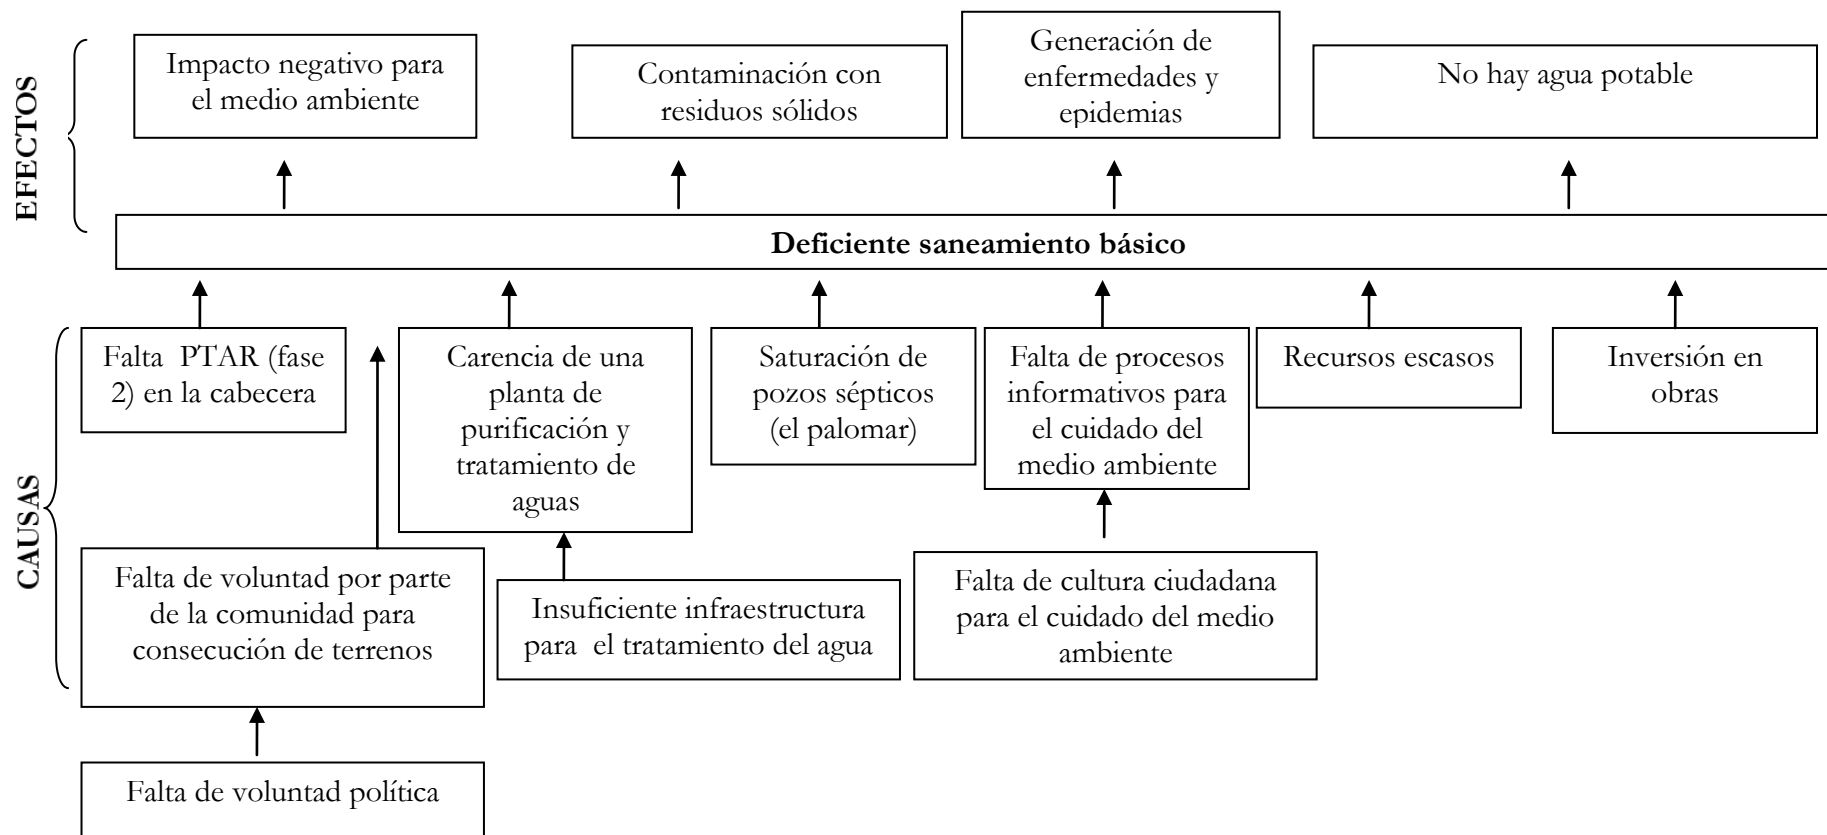 EFECTOS
Impacto negativo para
el medio ambiente
Contaminación con
residuos sólidos
Generación de
enfermedades y
epidemias
No hay agua potable
Deficiente saneamiento básico
CAUSAS
Falta  PTAR (fase
2) en la cabecera
Carencia de una
planta de
purificación y
tratamiento de
aguas
Saturación de
pozos sépticos
(el palomar)
Falta de procesos
informativos para
el cuidado del
medio ambiente
Recursos escasos
Inversión en
obras
Falta de voluntad por parte
de la comunidad para
consecución de terrenos
Insuficiente infraestructura
para  el tratamiento del agua
Falta de cultura ciudadana
para el cuidado del medio
ambiente
Falta de voluntad política